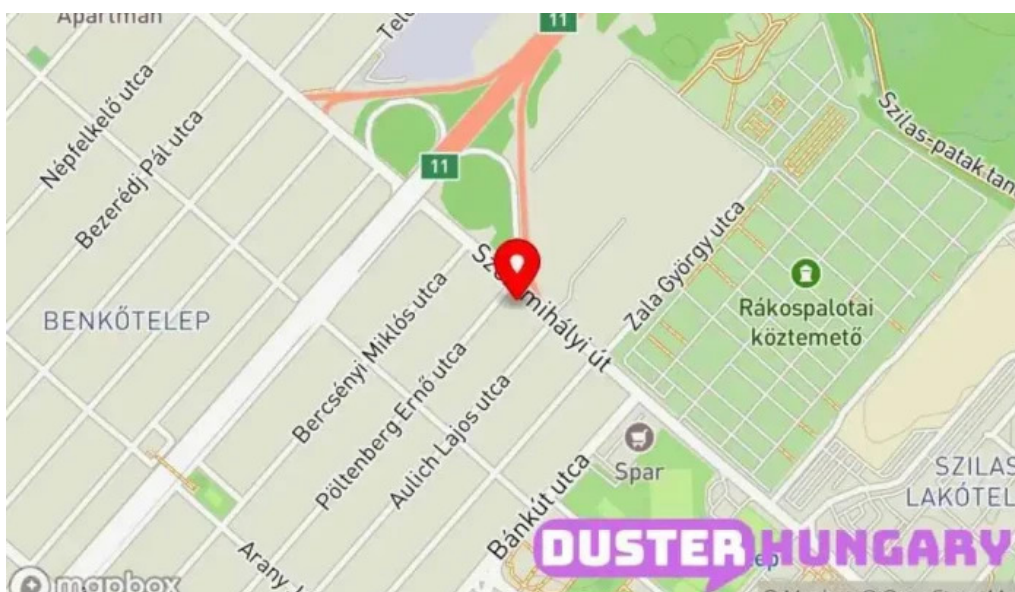 Apartman
11
Népfelkelő utca
Bezerédj Pál utca
11
Szilas-patak
BENKŐTELEP
Zala György utca
Rákospalotai
köztemető
Bercsényi Miklós utca
Pöltenberg Ernő utca
Aulich Lajos utca
Spar
Bánkút utca
SZILAS
LAKÓTEL
DUSTER HUNGARY
mapbox